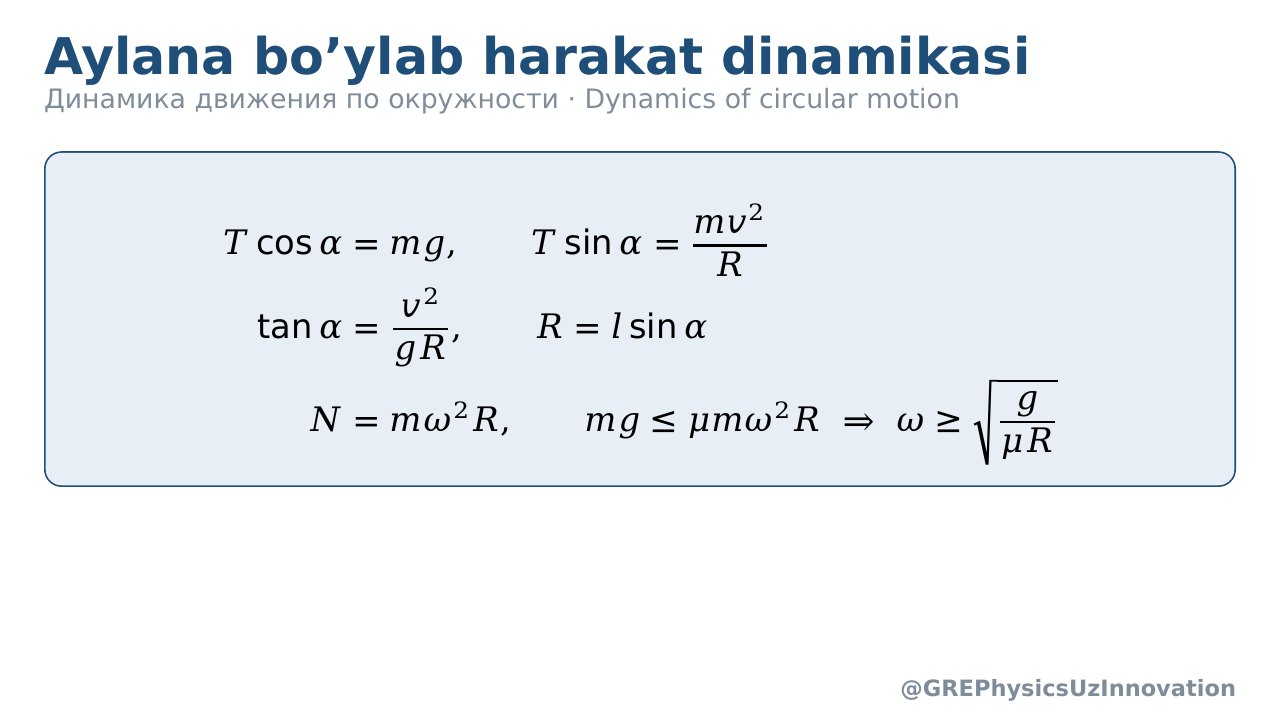 Aylana bo’ylab harakat dinamikasi
Динамика движения по окружности · Dynamics of circular motion
T cos α = mg, T sin α = mv²/R
tan α = v²/gR, R = l sin α
N = mω²R, mg ≤ μmω²R ⇒ ω ≥ √(g/μR)
@GREPhysicsUzInnovation